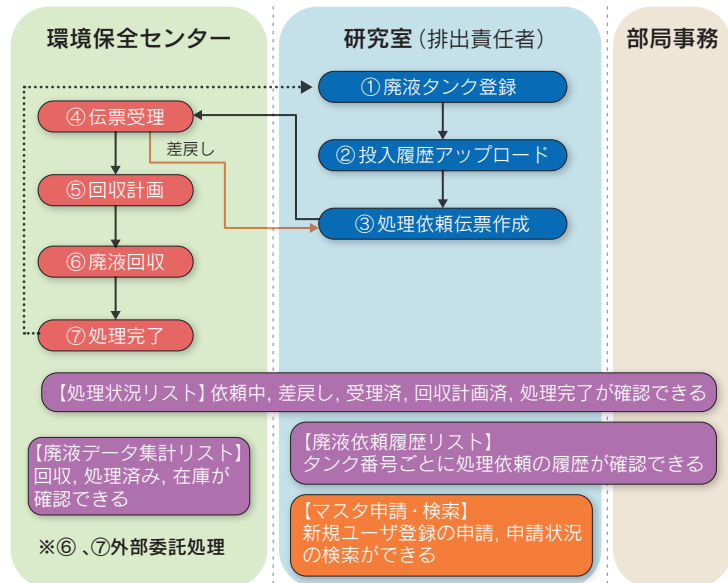 環境保全センター
研究室(排出責任者)
部局事務
①廃液タンク登録
④伝票受理
差戻し
②投入履歴アップロード
⑤回収計画
③処理依頼伝票作成
⑥廃液回収
⑦処理完了
【処理状況リスト】依頼中, 差戻し, 受理済, 回収計画済, 処理完了が確認できる
【廃液データ集計リスト】
回収, 処理済み, 在庫が
確認できる
【廃液依頼履歴リスト】
タンク番号ごとに処理依頼の履歴が確認できる
【マスタ申請・検索】
新規ユーザ登録の申請, 申請状況
の検索ができる
※⑥、⑦外部委託処理